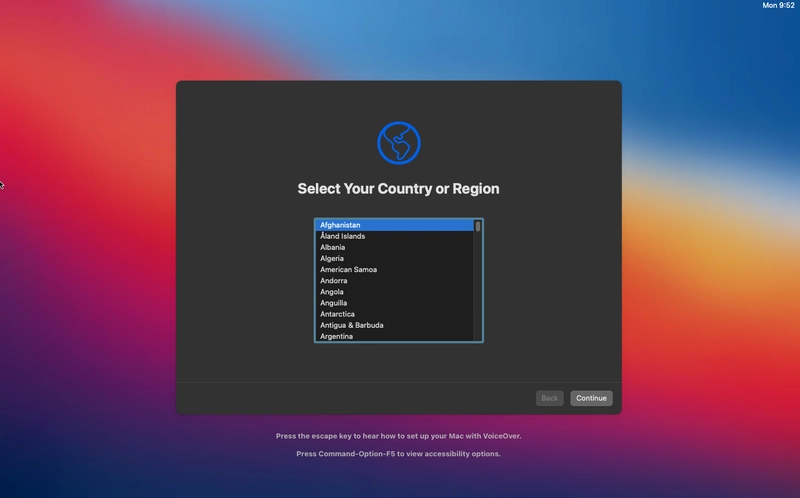 Mon 9:52
Select Your Country or Region
Afghanistan
Åland Islands
Albania
Algeria
American Samoa
Andorra
Angola
Anguilla
Antarctica
Antigua & Barbuda
Argentina
Back
Continue
Press the escape key to hear how to set up your Mac with VoiceOver.
Press Command-Option-F5 to view accessibility options.